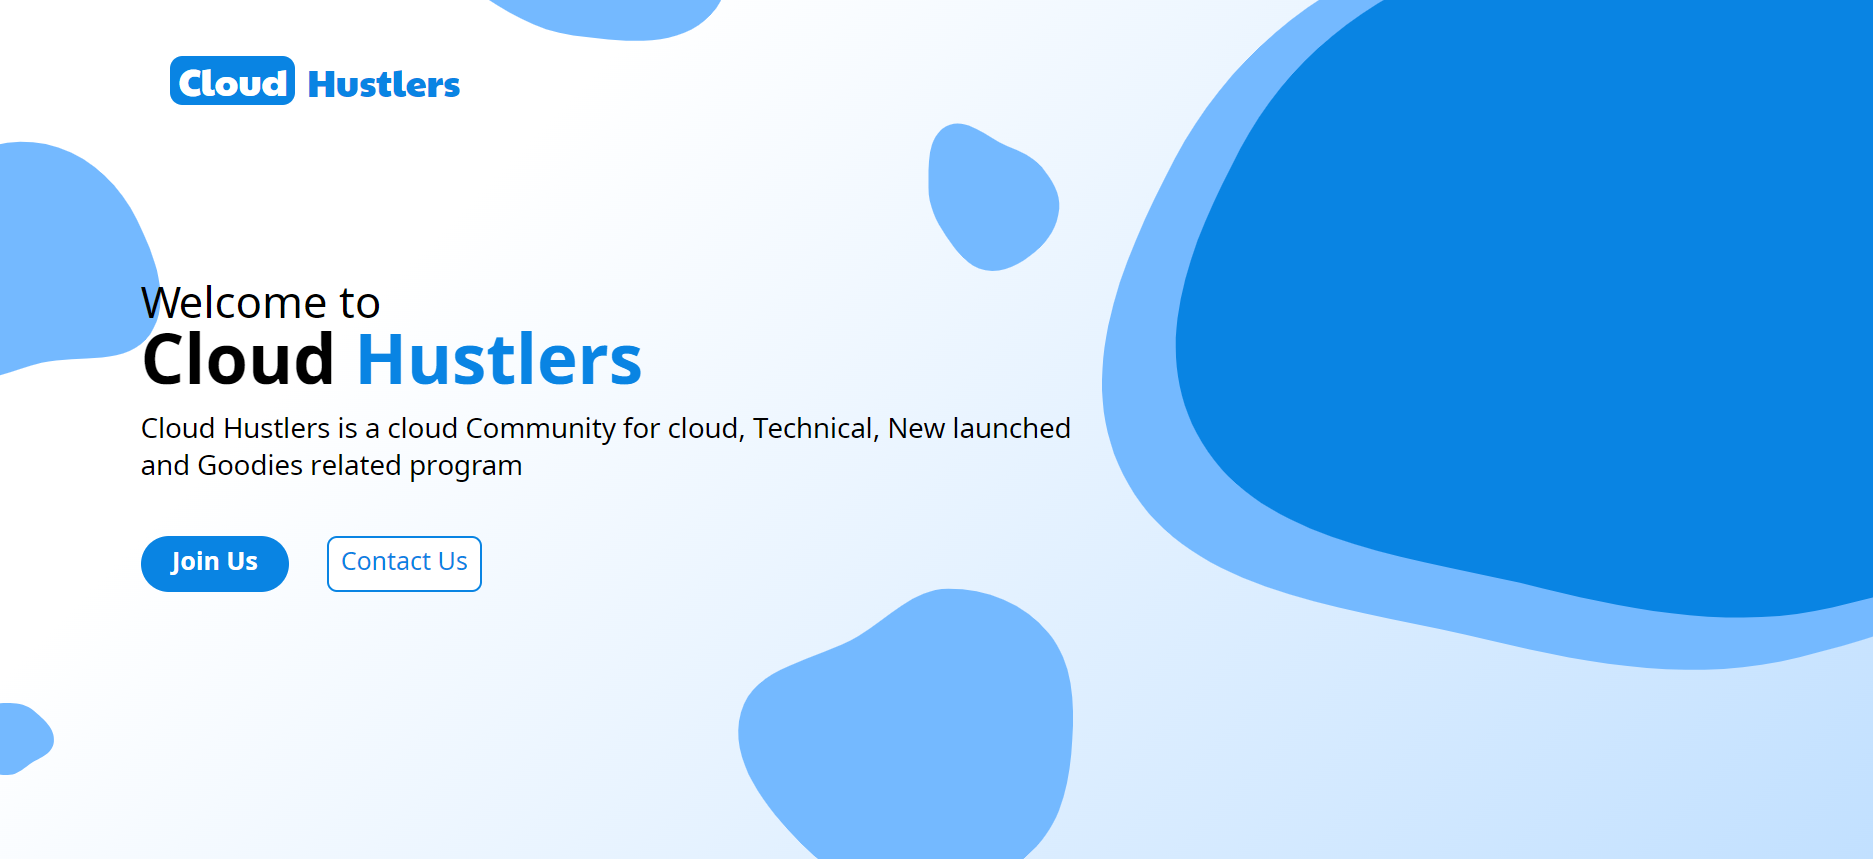 Cloud Hustlers
Welcome to
Cloud Hustlers
Cloud Hustlers is a cloud Community for cloud, Technical, New launched
and Goodies related program
Join Us Contact Us